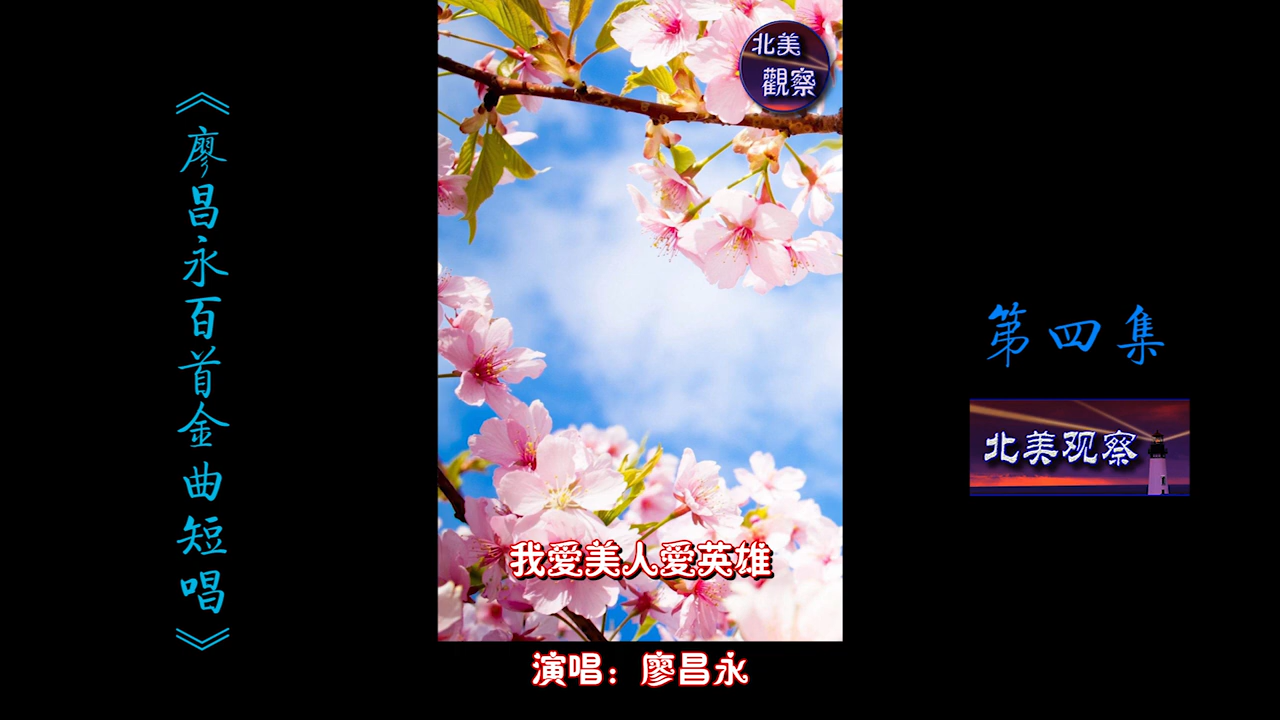 《廖昌永百首金曲短唱》
北美
觀察
第四集
北美观察
我愛美人愛英雄
演唱：廖昌永